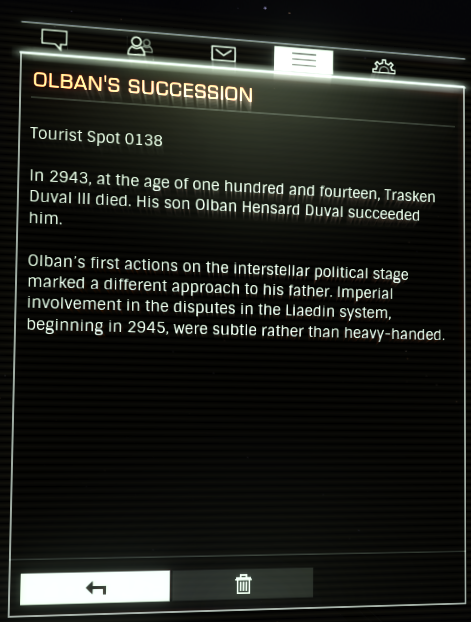 OLBAN'S SUCCESSION
Tourist Spot 0138
In 2943, at the age of one hundred and fourteen, Trasken
Duval III died. His son Olban Hensard Duval succeeded
him.
Olban's first actions on the interstellar political stage
marked a different approach to his father. Imperial
involvement in the disputes in the Liaedin system,
beginning in 2945, were subtle rather than heavy-handed.